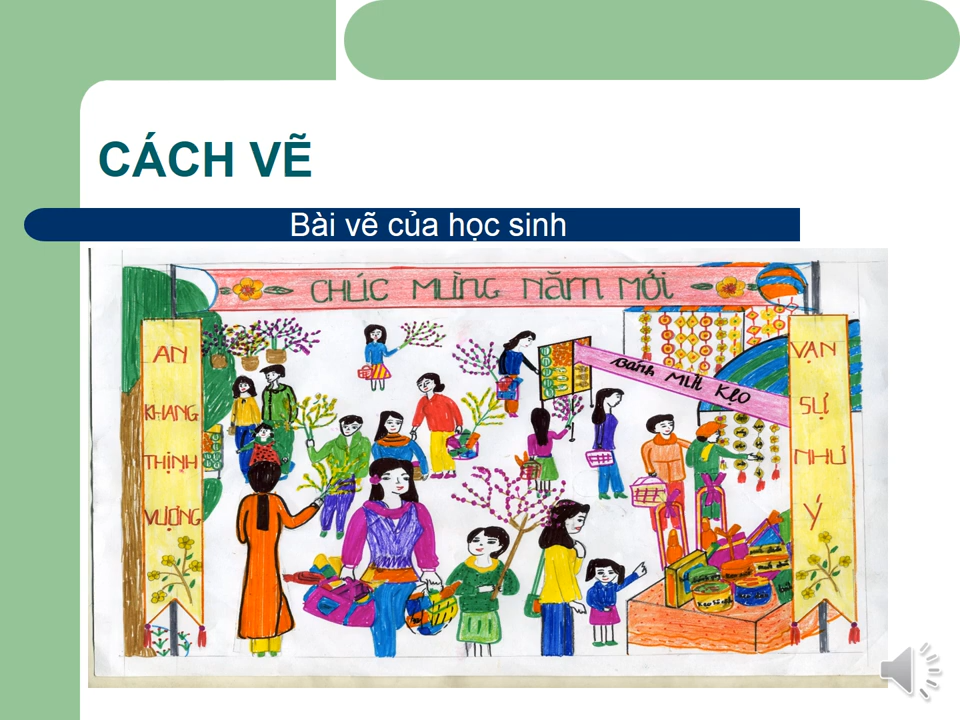 CÁCH VẼ
Bài vẽ của học sinh
CHÚC MỪNG NĂM MỚI
AN
KHANG
THỊNH
VƯỢNG
BÁNH MỨT KẸO
VẠN
SỰ
NHƯ
Ý